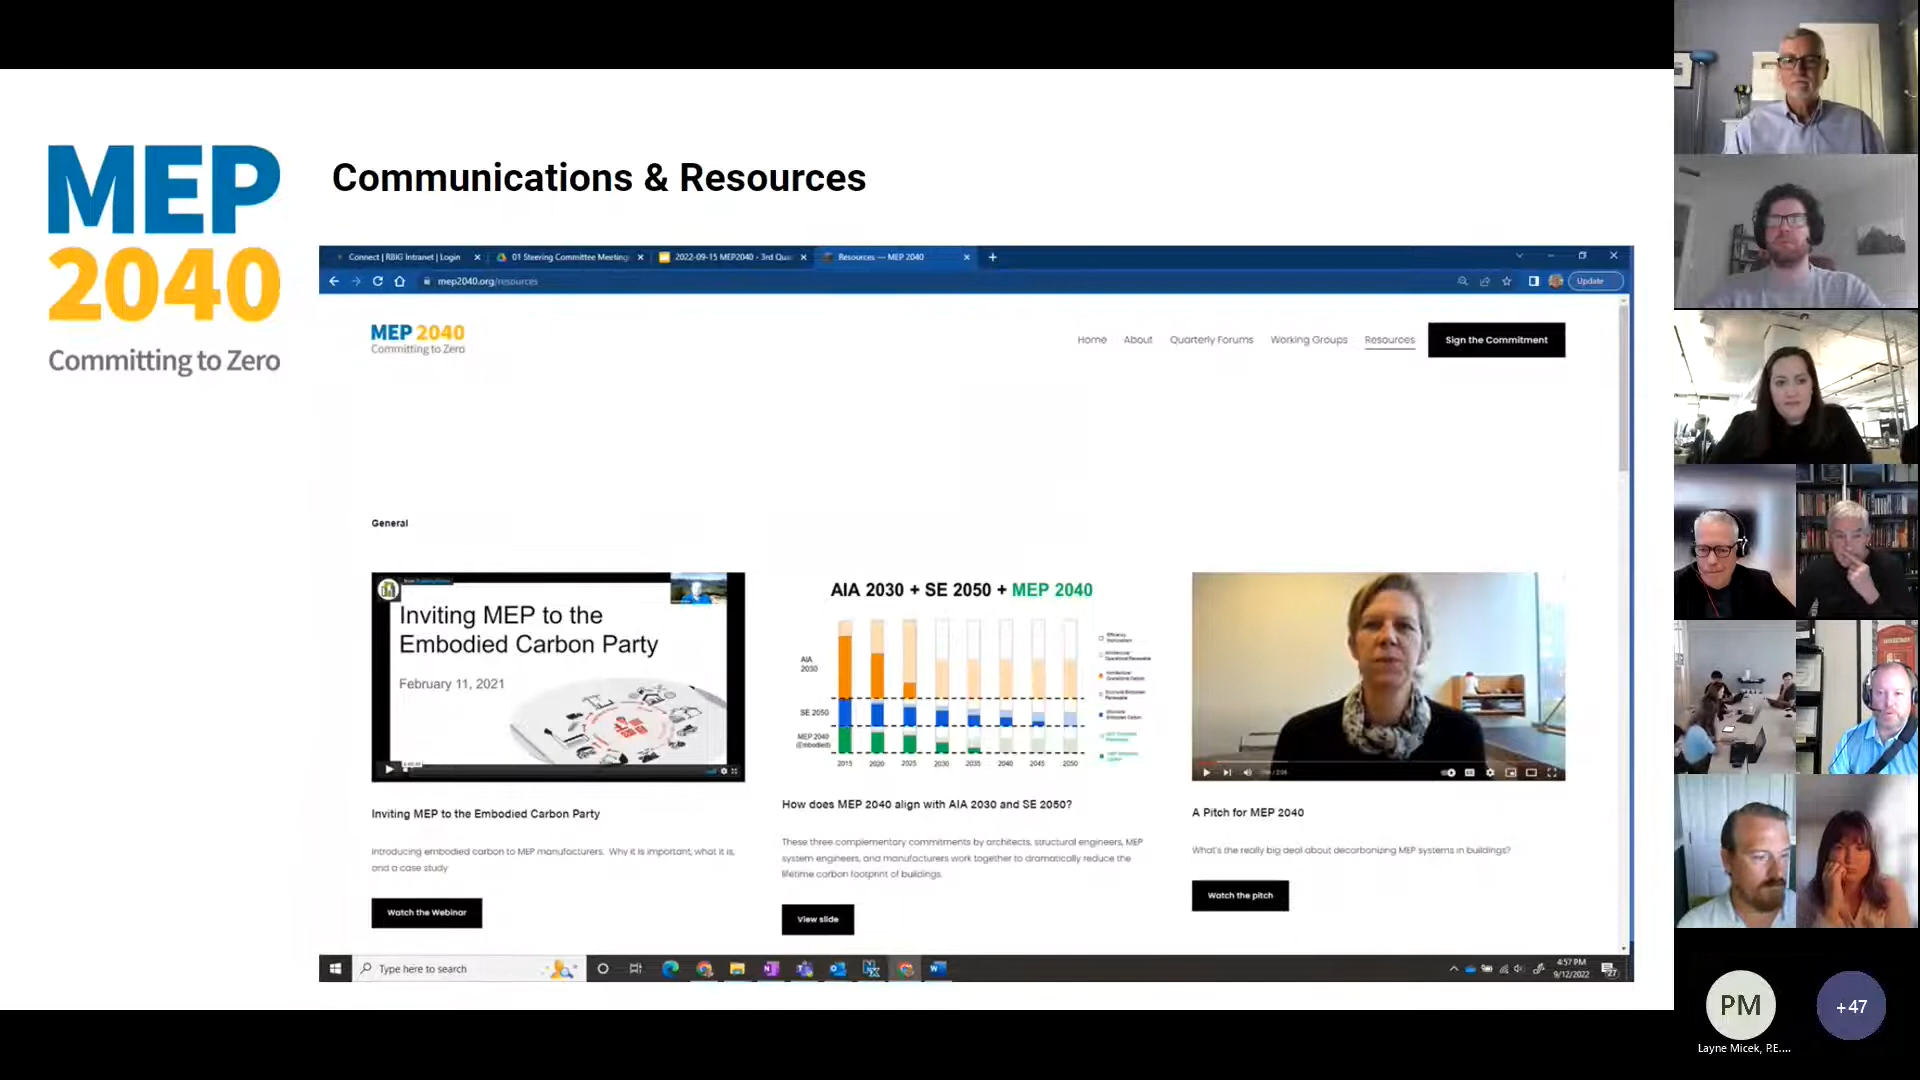 MEP
2040
Committing to Zero
Communications & Resources
Connect | RBIG Intranet | Login
01 Steering Committee Meeting
2022-09-15 MEP2040 - 3rd Qua
Resources — MEP 2040
mep2040.org/resources
Update
MEP 2040
Committing to Zero
Home
About
Quarterly Forums
Working Groups
Resources
Sign the Commitment
General
Inviting MEP to the
Embodied Carbon Party
February 11, 2021
Inviting MEP to the Embodied Carbon Party
Introducing embodied carbon to MEP manufacturers. Why it is important, what it is,
and a case study
Watch the Webinar
AIA 2030 + SE 2050 + MEP 2040
AIA
2030
SE 2050
MEP 2040
(Embodied)
2015 2020 2025 2030 2035 2040 2045 2050
How does MEP 2040 align with AIA 2030 and SE 2050?
These three complementary commitments by architects, structural engineers, MEP
system engineers, and manufacturers work together to dramatically reduce the
lifetime carbon footprint of buildings.
View slide
A Pitch for MEP 2040
What's the really big deal about decarbonizing MEP systems in buildings?
Watch the pitch
Type here to search
4:57 PM
9/12/2022
27
PM
+47
Layne Micek, P.E....